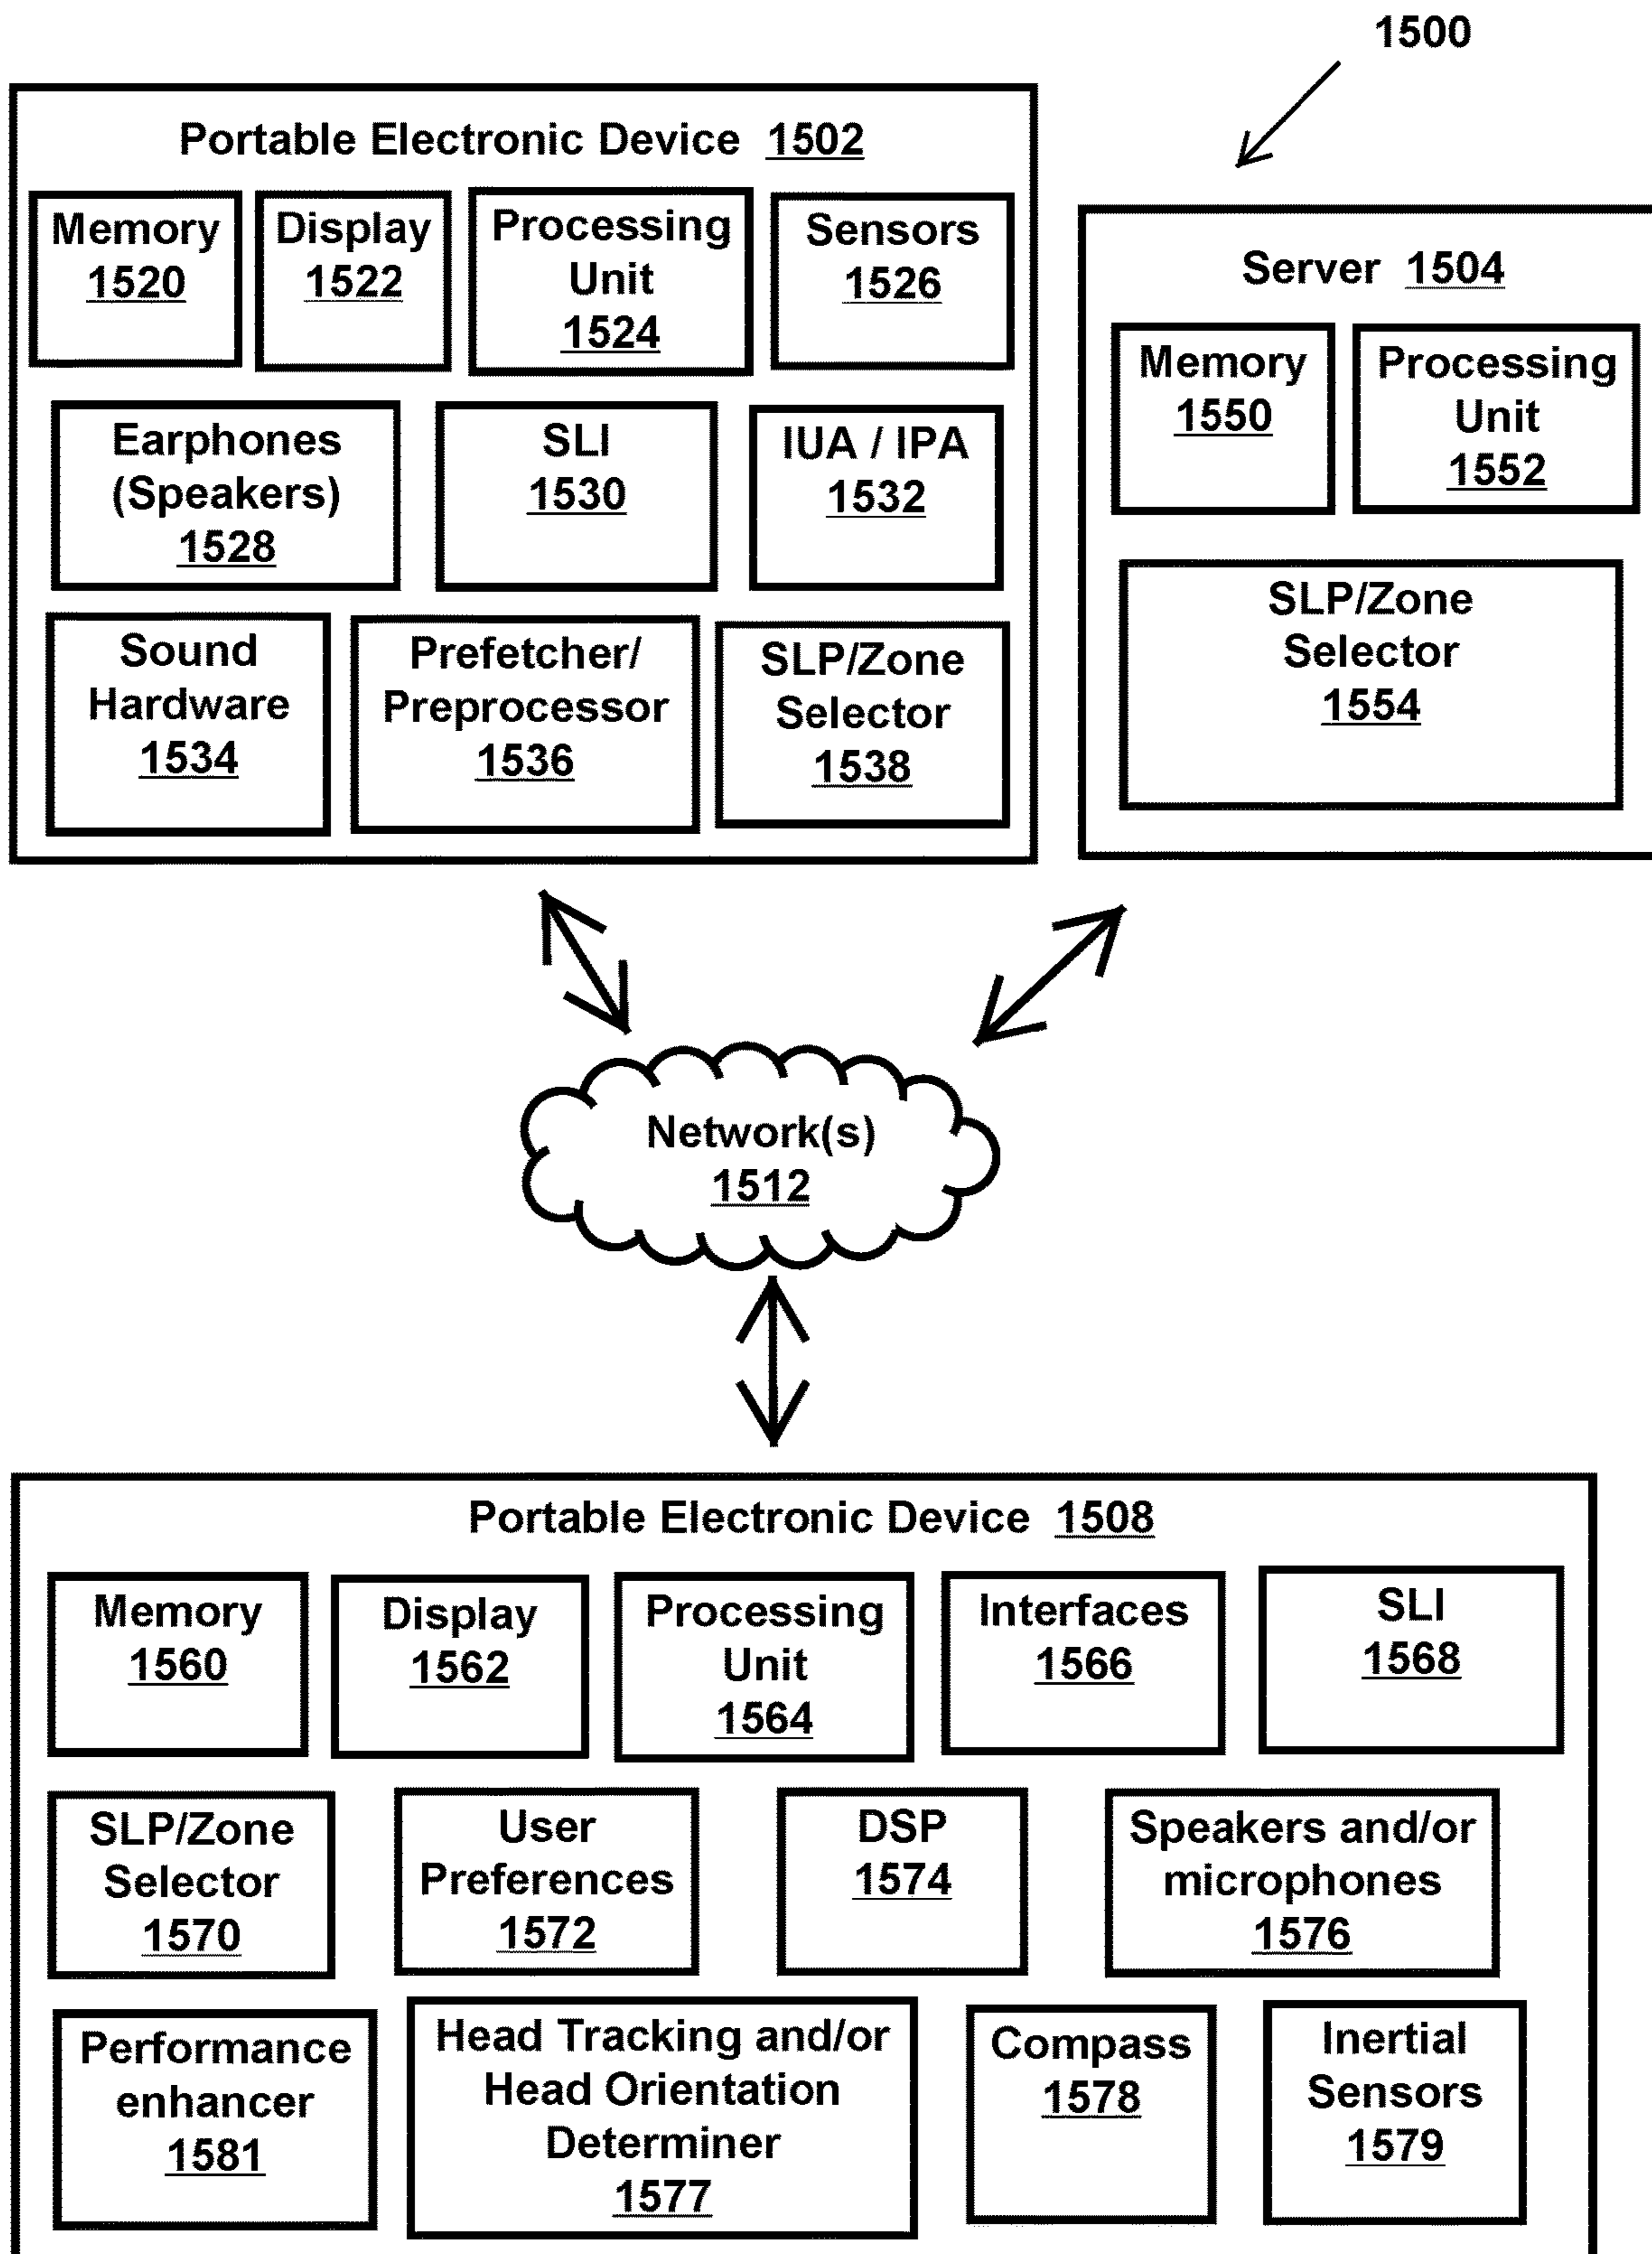 1500
Portable Electronic Device 1502
Memory
1520
Display
1522
Processing
Unit
1524
Sensors
1526
Earphones
(Speakers)
1528
SLI
1530
IUA / IPA
1532
Sound
Hardware
1534
Prefetcher/
Preprocessor
1536
SLP/Zone
Selector
1538
Server 1504
Memory
1550
Processing
Unit
1552
SLP/Zone
Selector
1554
Network(s)
1512
Portable Electronic Device 1508
Memory
1560
Display
1562
Processing
Unit
1564
Interfaces
1566
SLI
1568
SLP/Zone
Selector
1570
User
Preferences
1572
DSP
1574
Speakers and/or
microphones
1576
Performance
enhancer
1581
Head Tracking and/or
Head Orientation
Determiner
1577
Compass
1578
Inertial
Sensors
1579